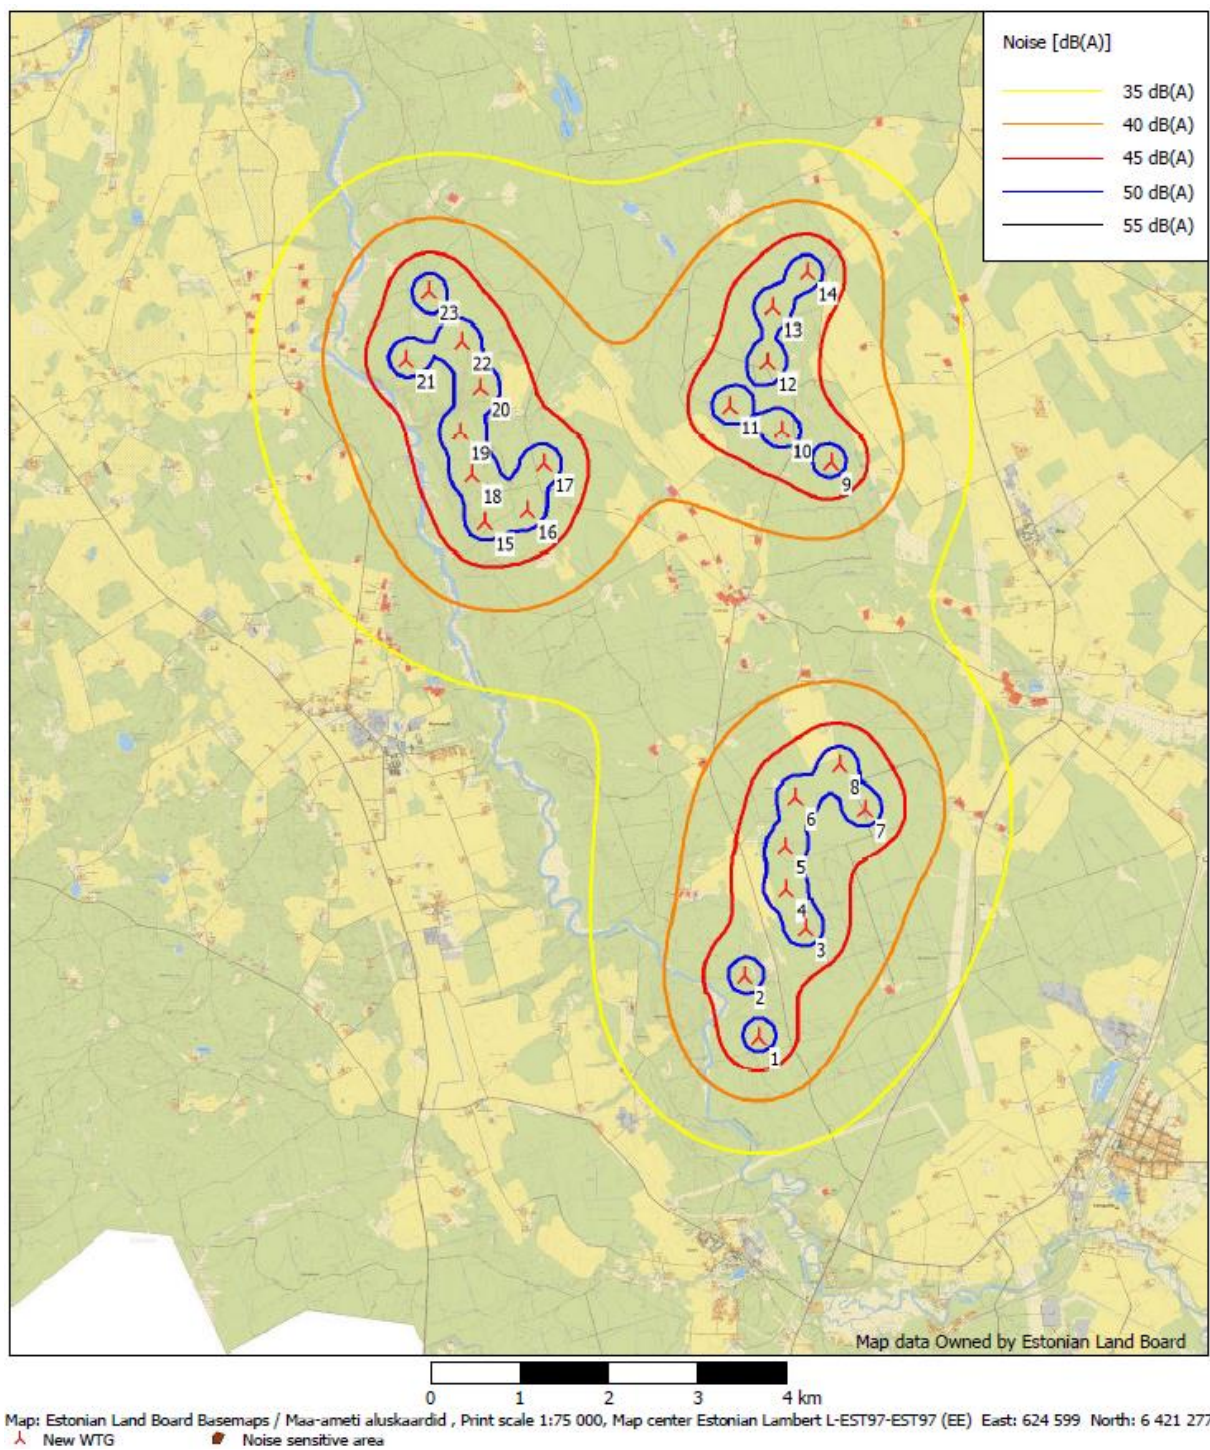 Noise [dB(A)]
35 dB(A)
40 dB(A)
45 dB(A)
50 dB(A)
55 dB(A)
14
23
13
22
12
21
20
11
10
19
9
17
18
16
15
8
6
7
5
4
3
2
1
Map data Owned by Estonian Land Board
0 1 2 3 4 km
Map: Estonian Land Board Basemaps / Maa-ameti aluskaardid , Print scale 1:75 000, Map center Estonian Lambert L-EST97-EST97 (EE) East: 624 599 North: 6 421 277
New WTG Noise sensitive area